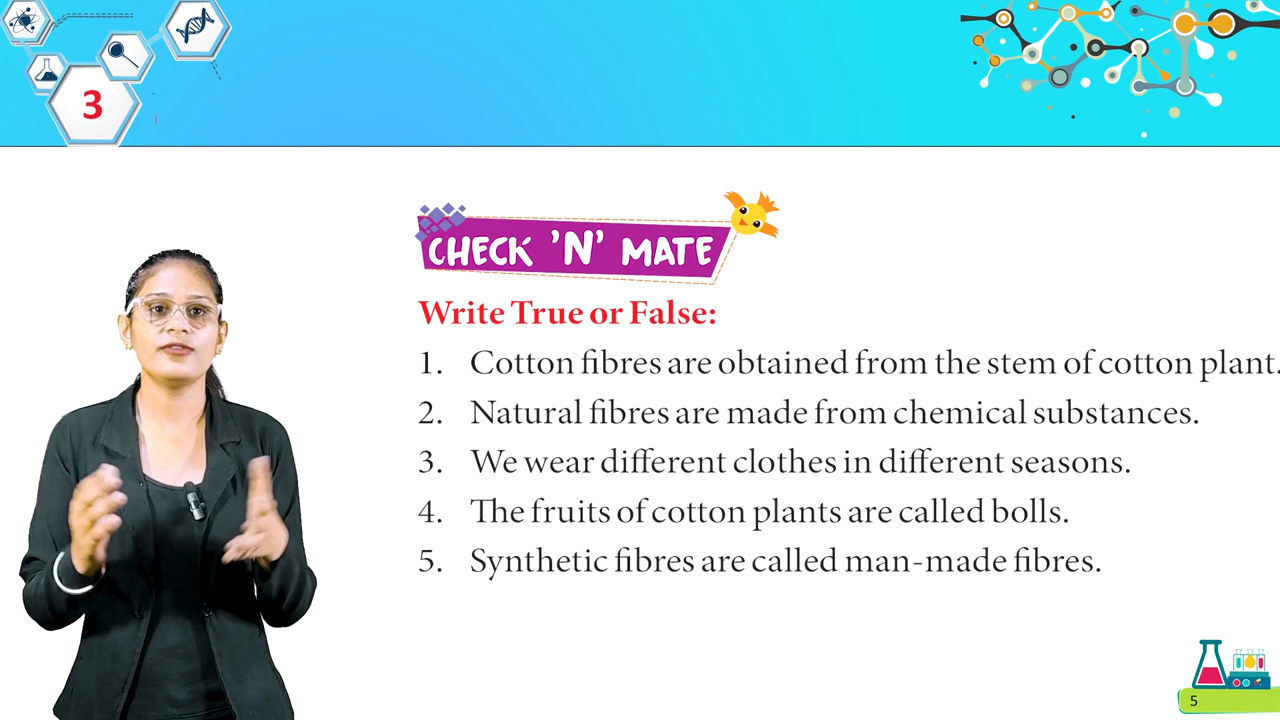 3
CHECK 'N' MATE
Write True or False:
1. Cotton fibres are obtained from the stem of cotton plant.
2. Natural fibres are made from chemical substances.
3. We wear different clothes in different seasons.
4. The fruits of cotton plants are called bolls.
5. Synthetic fibres are called man-made fibres.
5